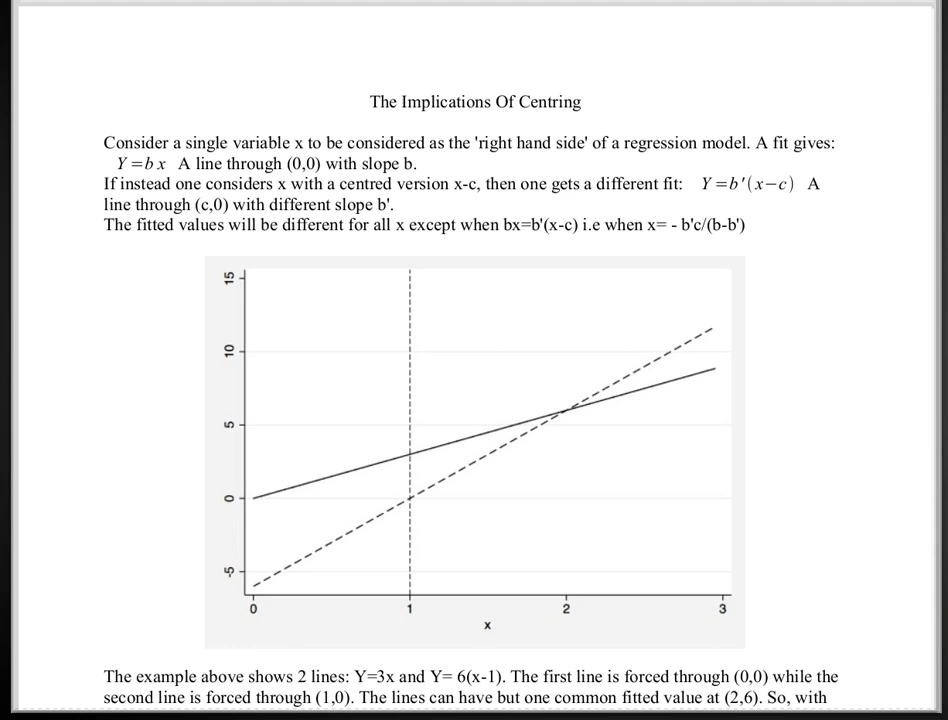 The Implications Of Centring
Consider a single variable x to be considered as the 'right hand side' of a regression model. A fit gives:
Y=bx A line through (0,0) with slope b.
If instead one considers x with a centred version x-c, then one gets a different fit: Y=b'(x−c) A
line through (c,0) with different slope b'.
The fitted values will be different for all x except when bx=b'(x-c) i.e when x= - b'c/(b-b')
15
10
5
0
-5
0 1 2 3
x
The example above shows 2 lines: Y=3x and Y= 6(x-1). The first line is forced through (0,0) while the
second line is forced through (1,0). The lines can have but one common fitted value at (2,6). So, with